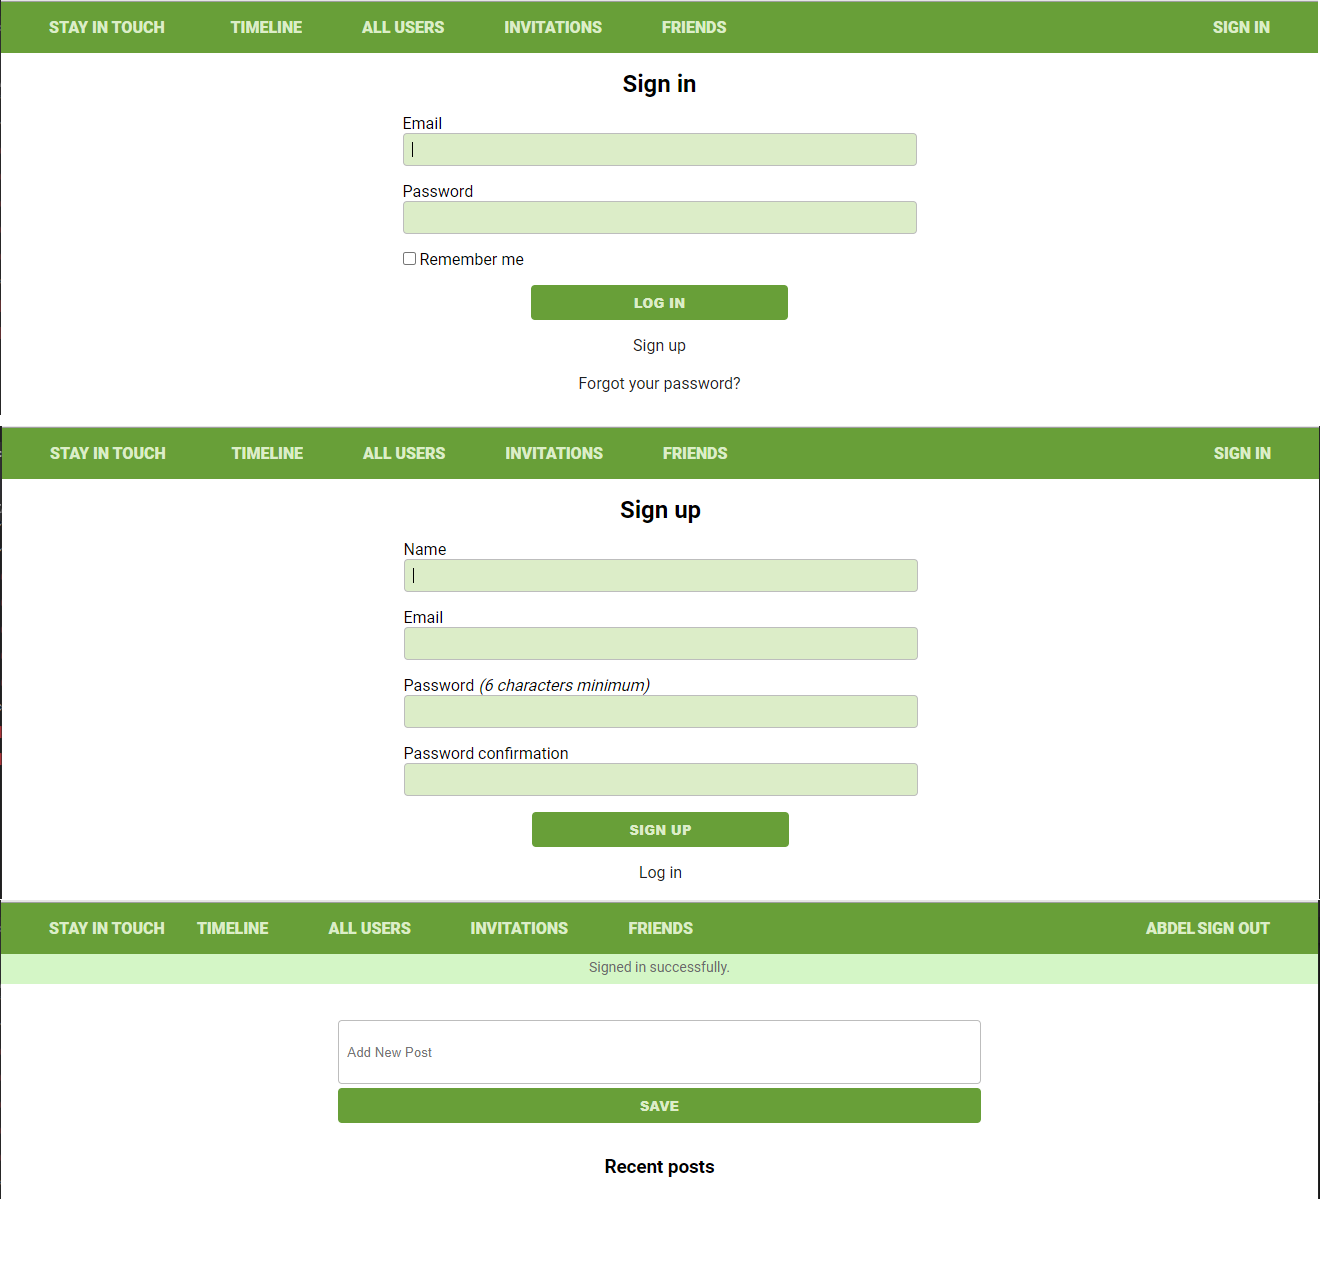 STAY IN TOUCH TIMELINE ALL USERS INVITATIONS FRIENDS SIGN IN
Sign in
Email
Password
Remember me
LOG IN
Sign up
Forgot your password?
STAY IN TOUCH TIMELINE ALL USERS INVITATIONS FRIENDS SIGN IN
Sign up
Name
Email
Password (6 characters minimum)
Password confirmation
SIGN UP
Log in
STAY IN TOUCH TIMELINE ALL USERS INVITATIONS FRIENDS ABDEL SIGN OUT
Signed in successfully.
Add New Post
SAVE
Recent posts